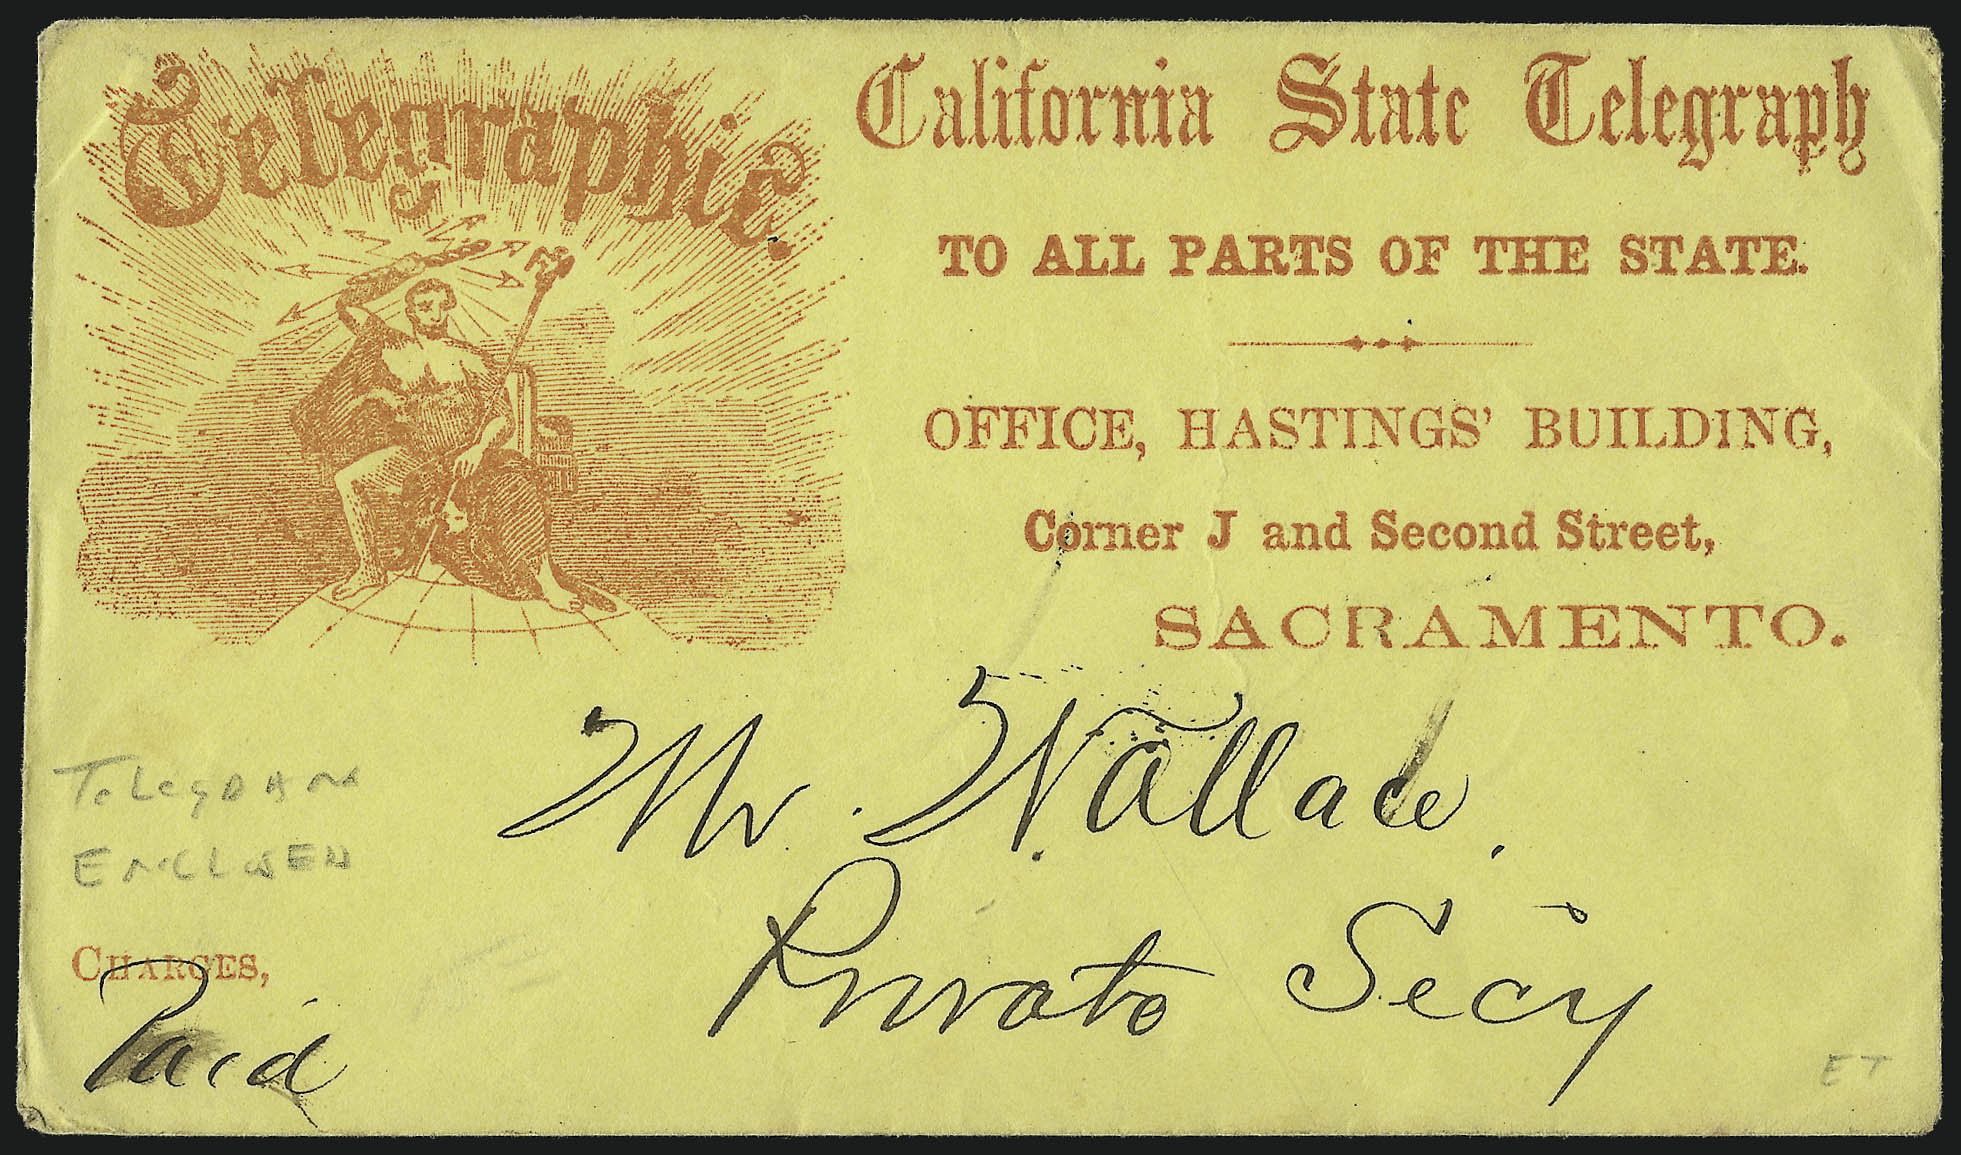 Telegraphic.
California State Telegraph
TO ALL PARTS OF THE STATE.
OFFICE, HASTINGS' BUILDING,
Corner J and Second Street,
SACRAMENTO.
Mr. Wallace,
Private Secy
Telegram
Enclosed
CHARGES,
Paid
ET